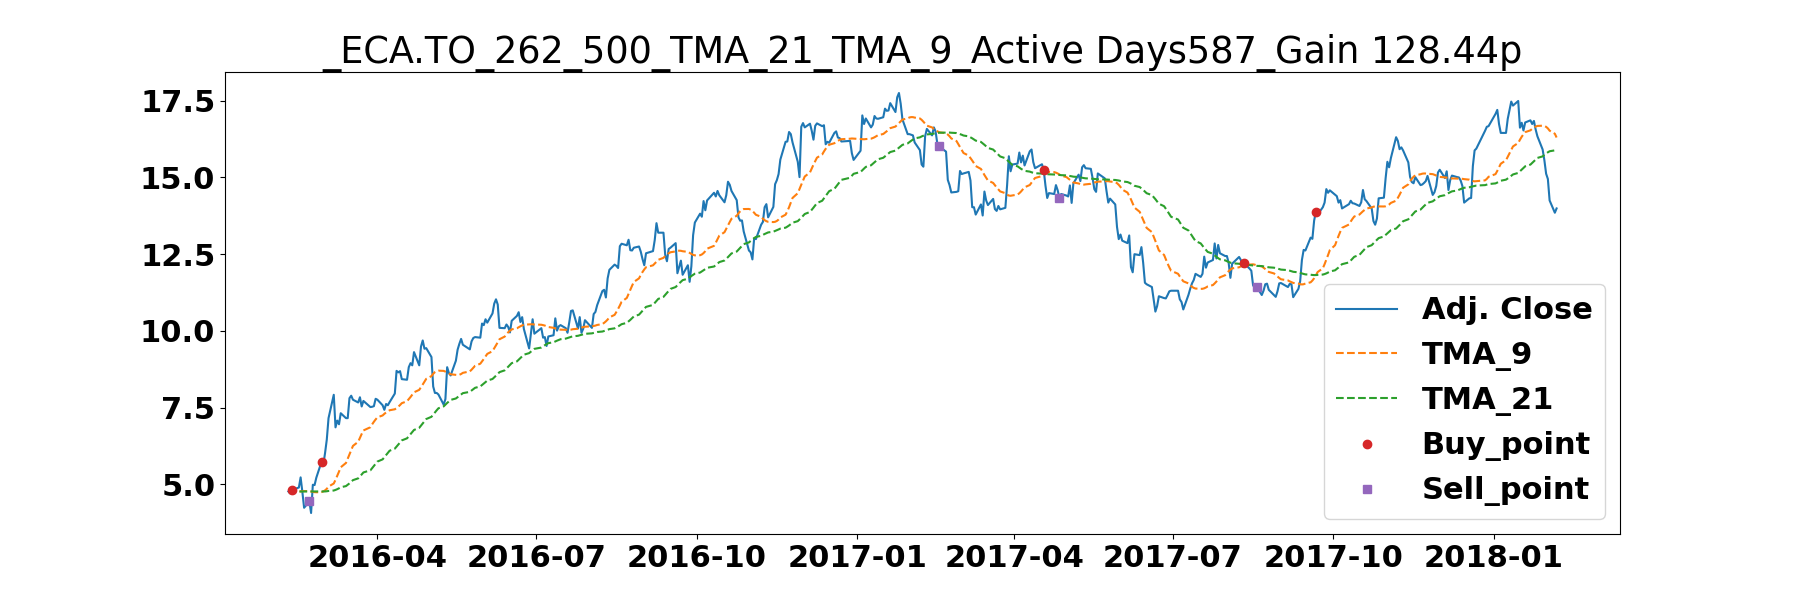 _ECA.TO_262_500_TMA_21_TMA_9_Active Days587_Gain 128.44p
17.5
15.0
12.5
10.0
7.5
5.0
Adj. Close
TMA_9
TMA_21
Buy_point
Sell_point
2016-04 2016-07 2016-10 2017-01 2017-04 2017-07 2017-10 2018-01